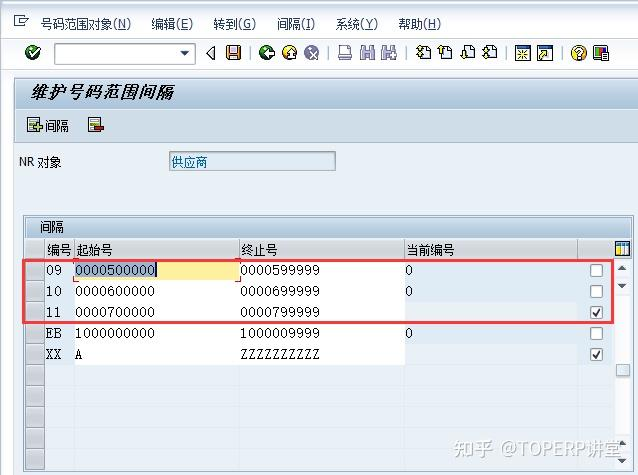 号码范围对象(N) 编辑(E) 转到(G) 间隔(I) 系统(Y) 帮助(H)
维护号码范围间隔
间隔
NR 对象 供应商
间隔
编号 起始号 终止号 当前编号
09 0000500000 0000599999 0
10 0000600000 0000699999 0
11 0000700000 0000799999
EB 1000000000 1000009999 0
XX A ZZZZZZZZZZ
知乎 @TOPERP讲堂